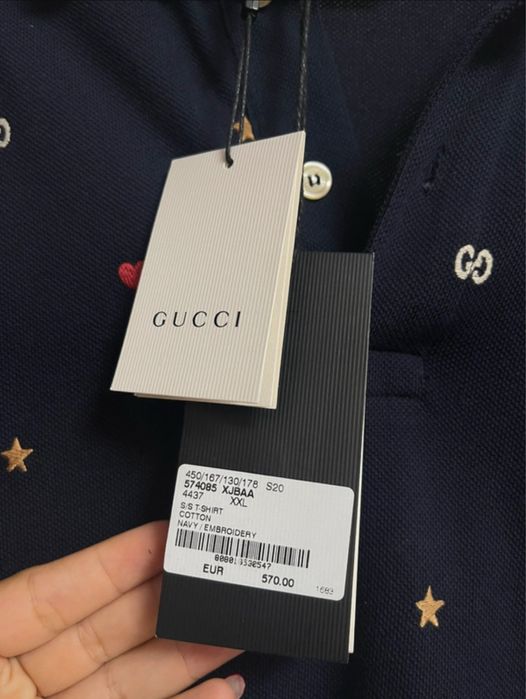 GUCCI
450/167/130/178 S20
574085 XJBAA
4437 XXL
S/S T-SHIRT
COTTON
NAVY / EMBROIDERY
EUR 570.00
1683